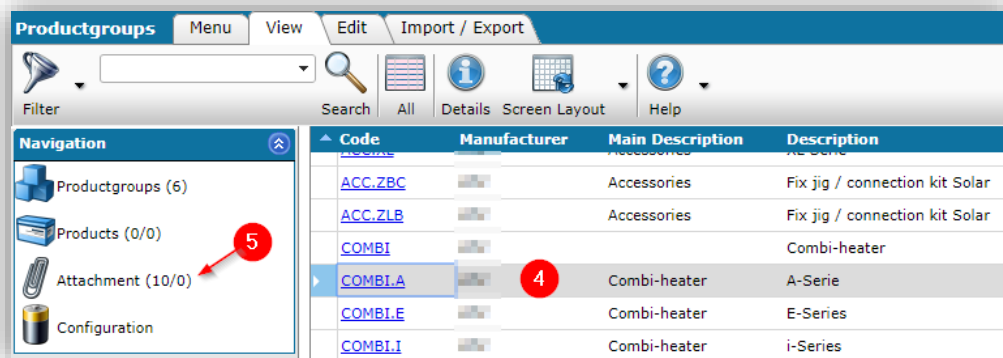 Productgroups Menu View Edit Import / Export
Filter Search All Details Screen Layout Help
Navigation
Productgroups (6)
Products (0/0)
5
Attachment (10/0)
Configuration
Code Manufacturer Main Description Description
ACC.XL Accessories XL-Serie
ACC.ZBC Accessories Fix jig / connection kit Solar
ACC.ZLB Accessories Fix jig / connection kit Solar
COMBI Combi-heater
COMBI.A 4 Combi-heater A-Serie
COMBI.E Combi-heater E-Series
COMBI.I Combi-heater i-Series